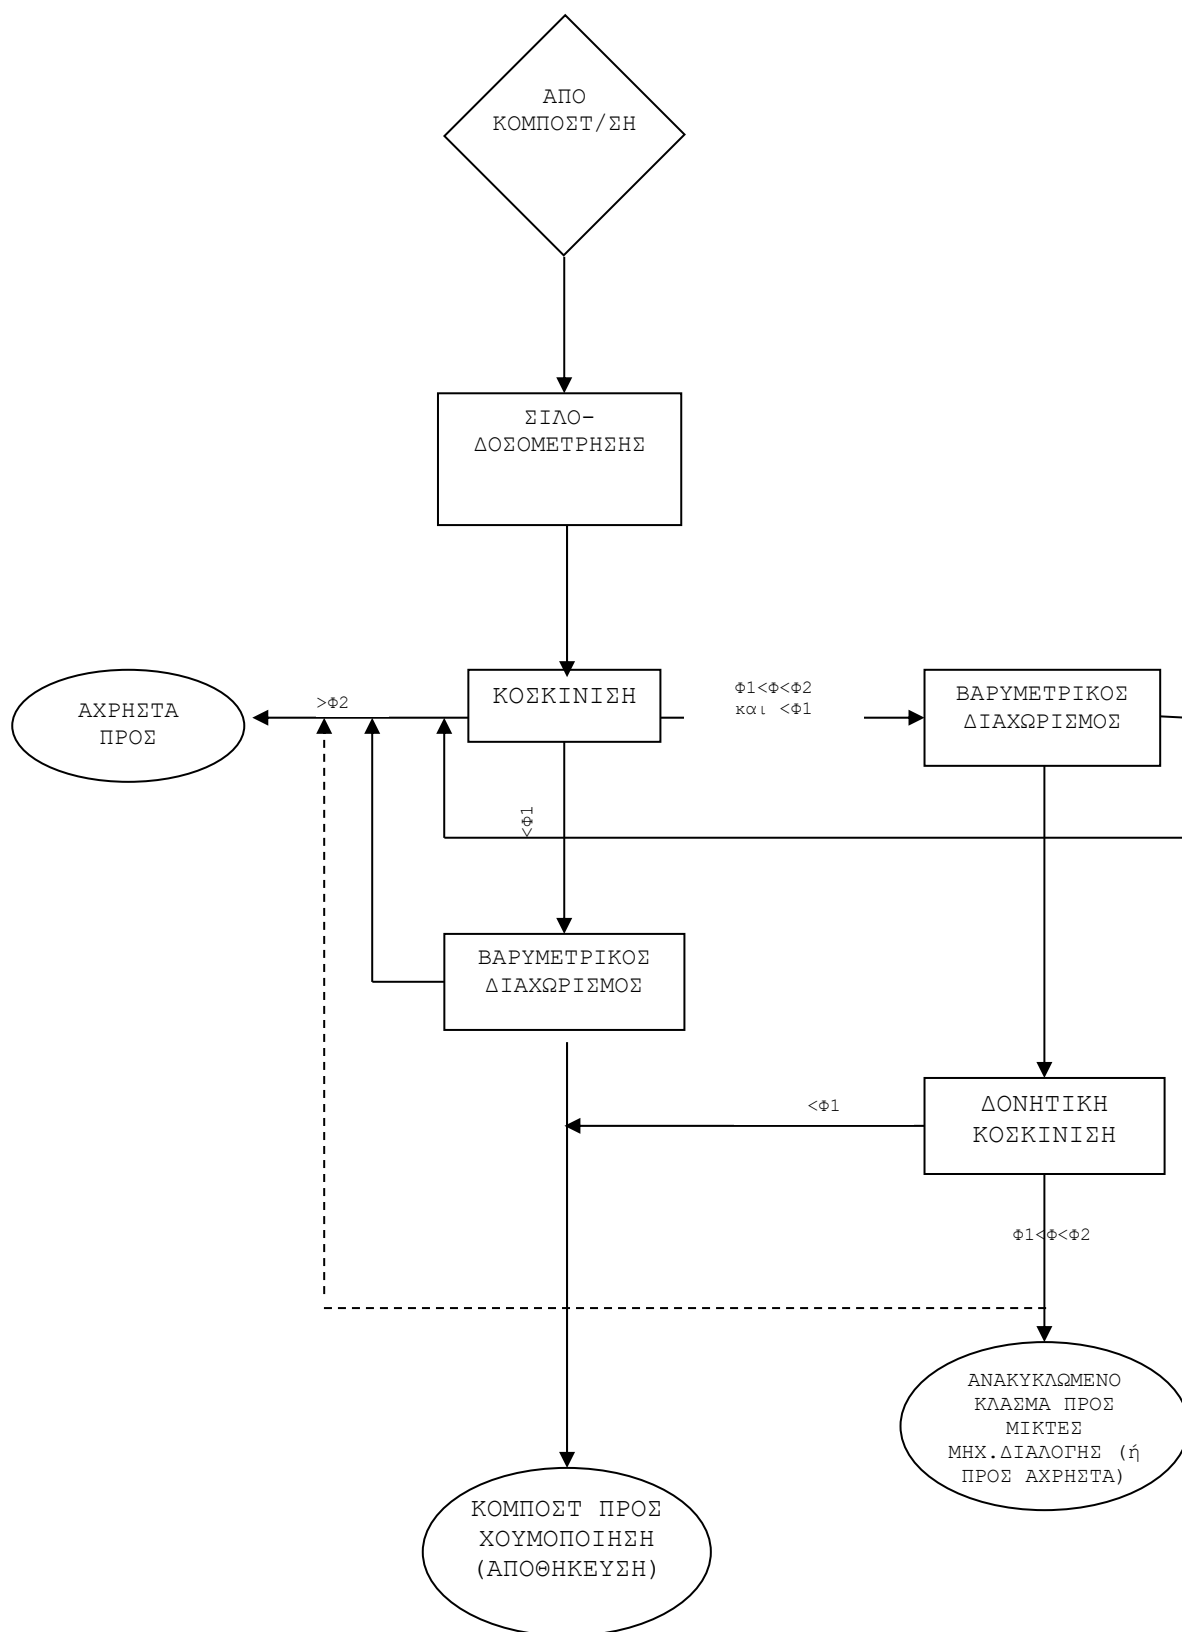 ΑΠΟ
ΚΟΜΠΟΣΤ/ΣΗ
ΣΙΛΟ-
ΔΟΣΟΜΕΤΡΗΣΗΣ
ΑΧΡΗΣΤΑ
ΠΡΟΣ
>Φ2
ΚΟΣΚΙΝΙΣΗ
Φ1<Φ<Φ2
και <Φ1
ΒΑΡΥΜΕΤΡΙΚΟΣ
ΔΙΑΧΩΡΙΣΜΟΣ
<Φ1
ΒΑΡΥΜΕΤΡΙΚΟΣ
ΔΙΑΧΩΡΙΣΜΟΣ
<Φ1
ΔΟΝΗΤΙΚΗ
ΚΟΣΚΙΝΙΣΗ
Φ1<Φ<Φ2
ΑΝΑΚΥΚΛΩΜΕΝΟ
ΚΛΑΣΜΑ ΠΡΟΣ
ΜΙΚΤΕΣ
ΜΗΧ.ΔΙΑΛΟΓΗΣ (ή
ΠΡΟΣ ΑΧΡΗΣΤΑ)
ΚΟΜΠΟΣΤ ΠΡΟΣ
ΧΟΥΜΟΠΟΙΗΣΗ
(ΑΠΟΘΗΚΕΥΣΗ)